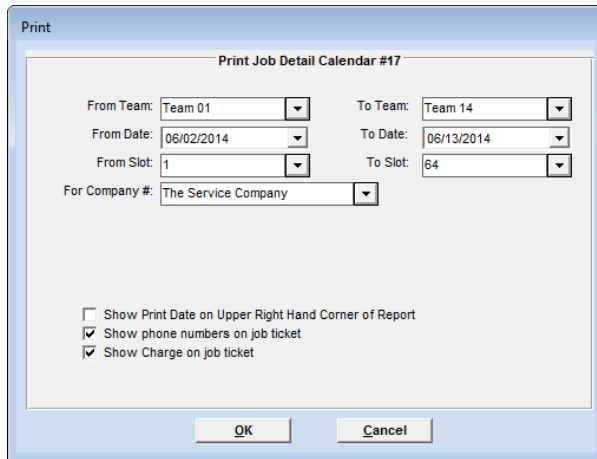 Print
Print Job Detail Calendar #17
From Team: Team 01 To Team: Team 14
From Date: 06/02/2014 To Date: 06/13/2014
From Slot: 1 To Slot: 64
For Company #: The Service Company
Show Print Date on Upper Right Hand Corner of Report
Show phone numbers on job ticket
Show Charge on job ticket
OK Cancel